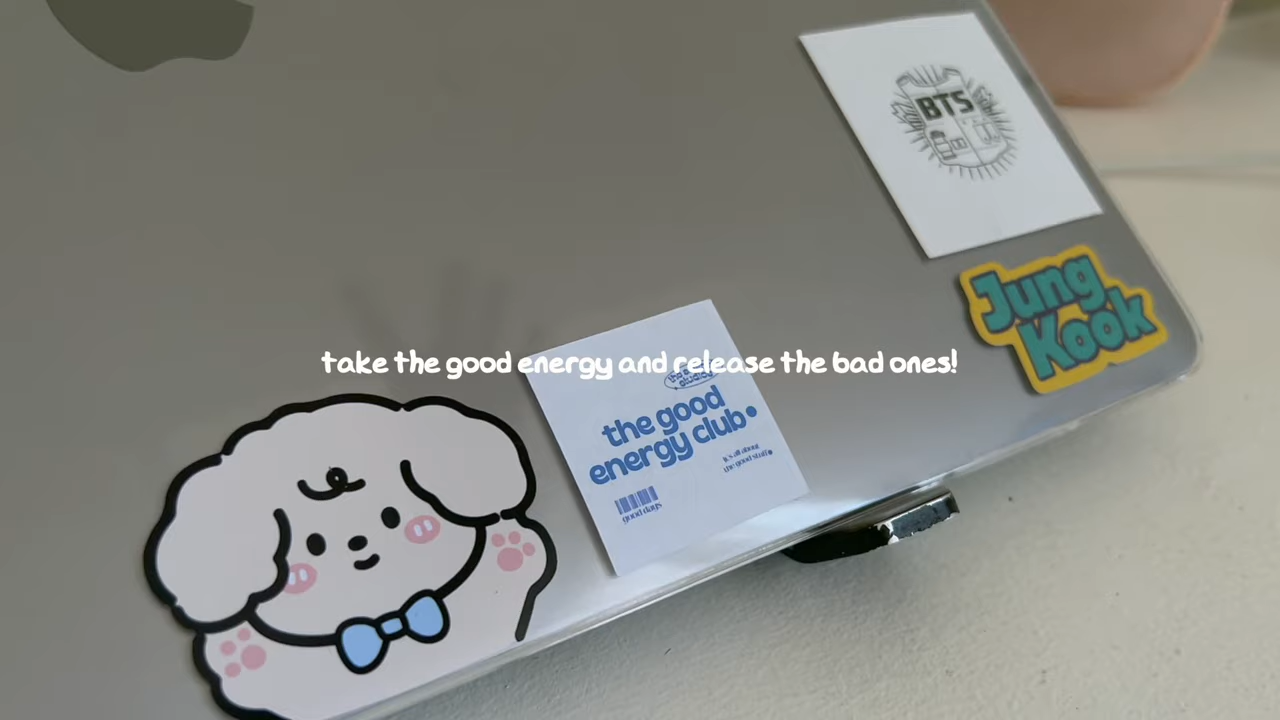 BTS
Jung
Kook
take the good energy and release the bad ones!
the good
energy club
it's all about
the good stuff
good days